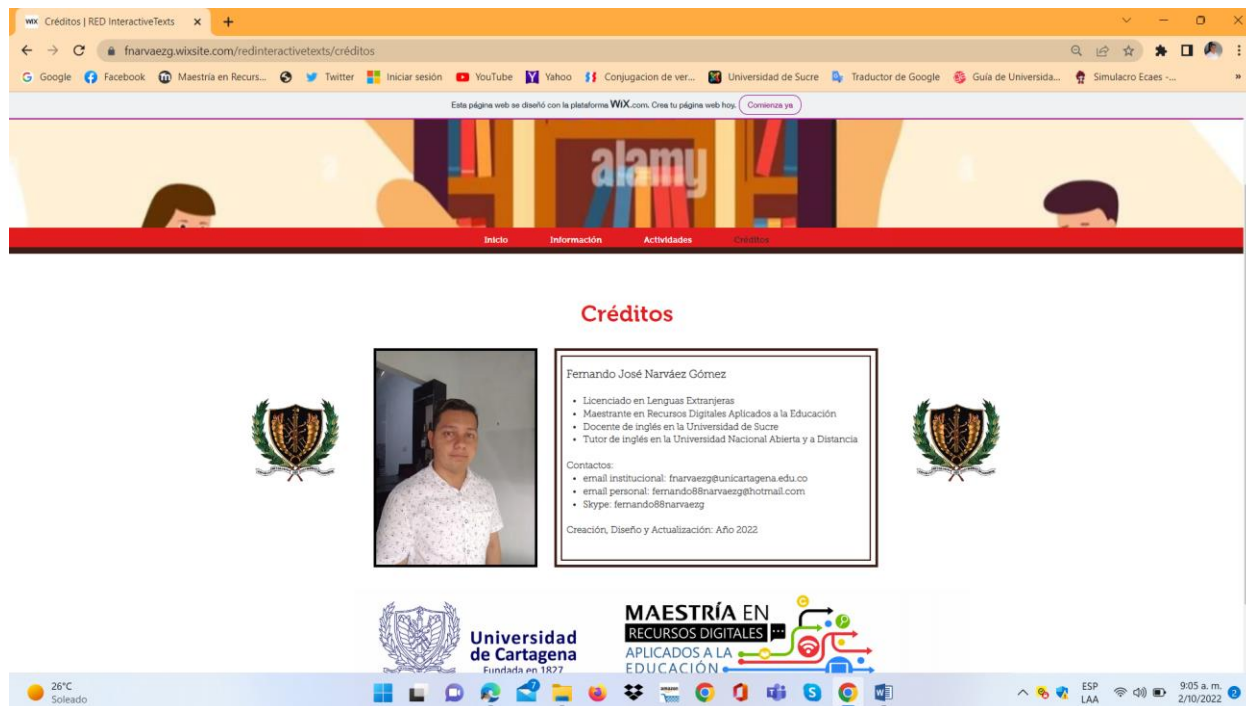 Créditos | RED InteractiveTexts
fnarvaezg.wixsite.com/redinteractivetexts/créditos
Google Facebook Maestría en Recurs... Twitter Iniciar sesión YouTube Yahoo Conjugacion de ver... Universidad de Sucre Traductor de Google Guía de Universida... Simulacro Ecaes -... »
Esta página web se diseñó con la plataforma WiX.com. Crea tu página web hoy. Comienza ya
alamy
Inicio Información Actividades Créditos
Créditos
Fernando José Narváez Gómez
• Licenciado en Lenguas Extranjeras
• Maestrante en Recursos Digitales Aplicados a la Educación
• Docente de inglés en la Universidad de Sucre
• Tutor de inglés en la Universidad Nacional Abierta y a Distancia
Contactos:
• email institucional: fnarvaezg@unicartagena.edu.co
• email personal: fernando88narvaezg@hotmail.com
• Skype: fernando88narvaezg
Creación, Diseño y Actualización: Año 2022
Universidad
de Cartagena
Fundada en 1827
MAESTRÍA EN
RECURSOS DIGITALES
APLICADOS A LA
EDUCACIÓN
26°C
Soleado
ESP
LAA
9:05 a. m.
2/10/2022